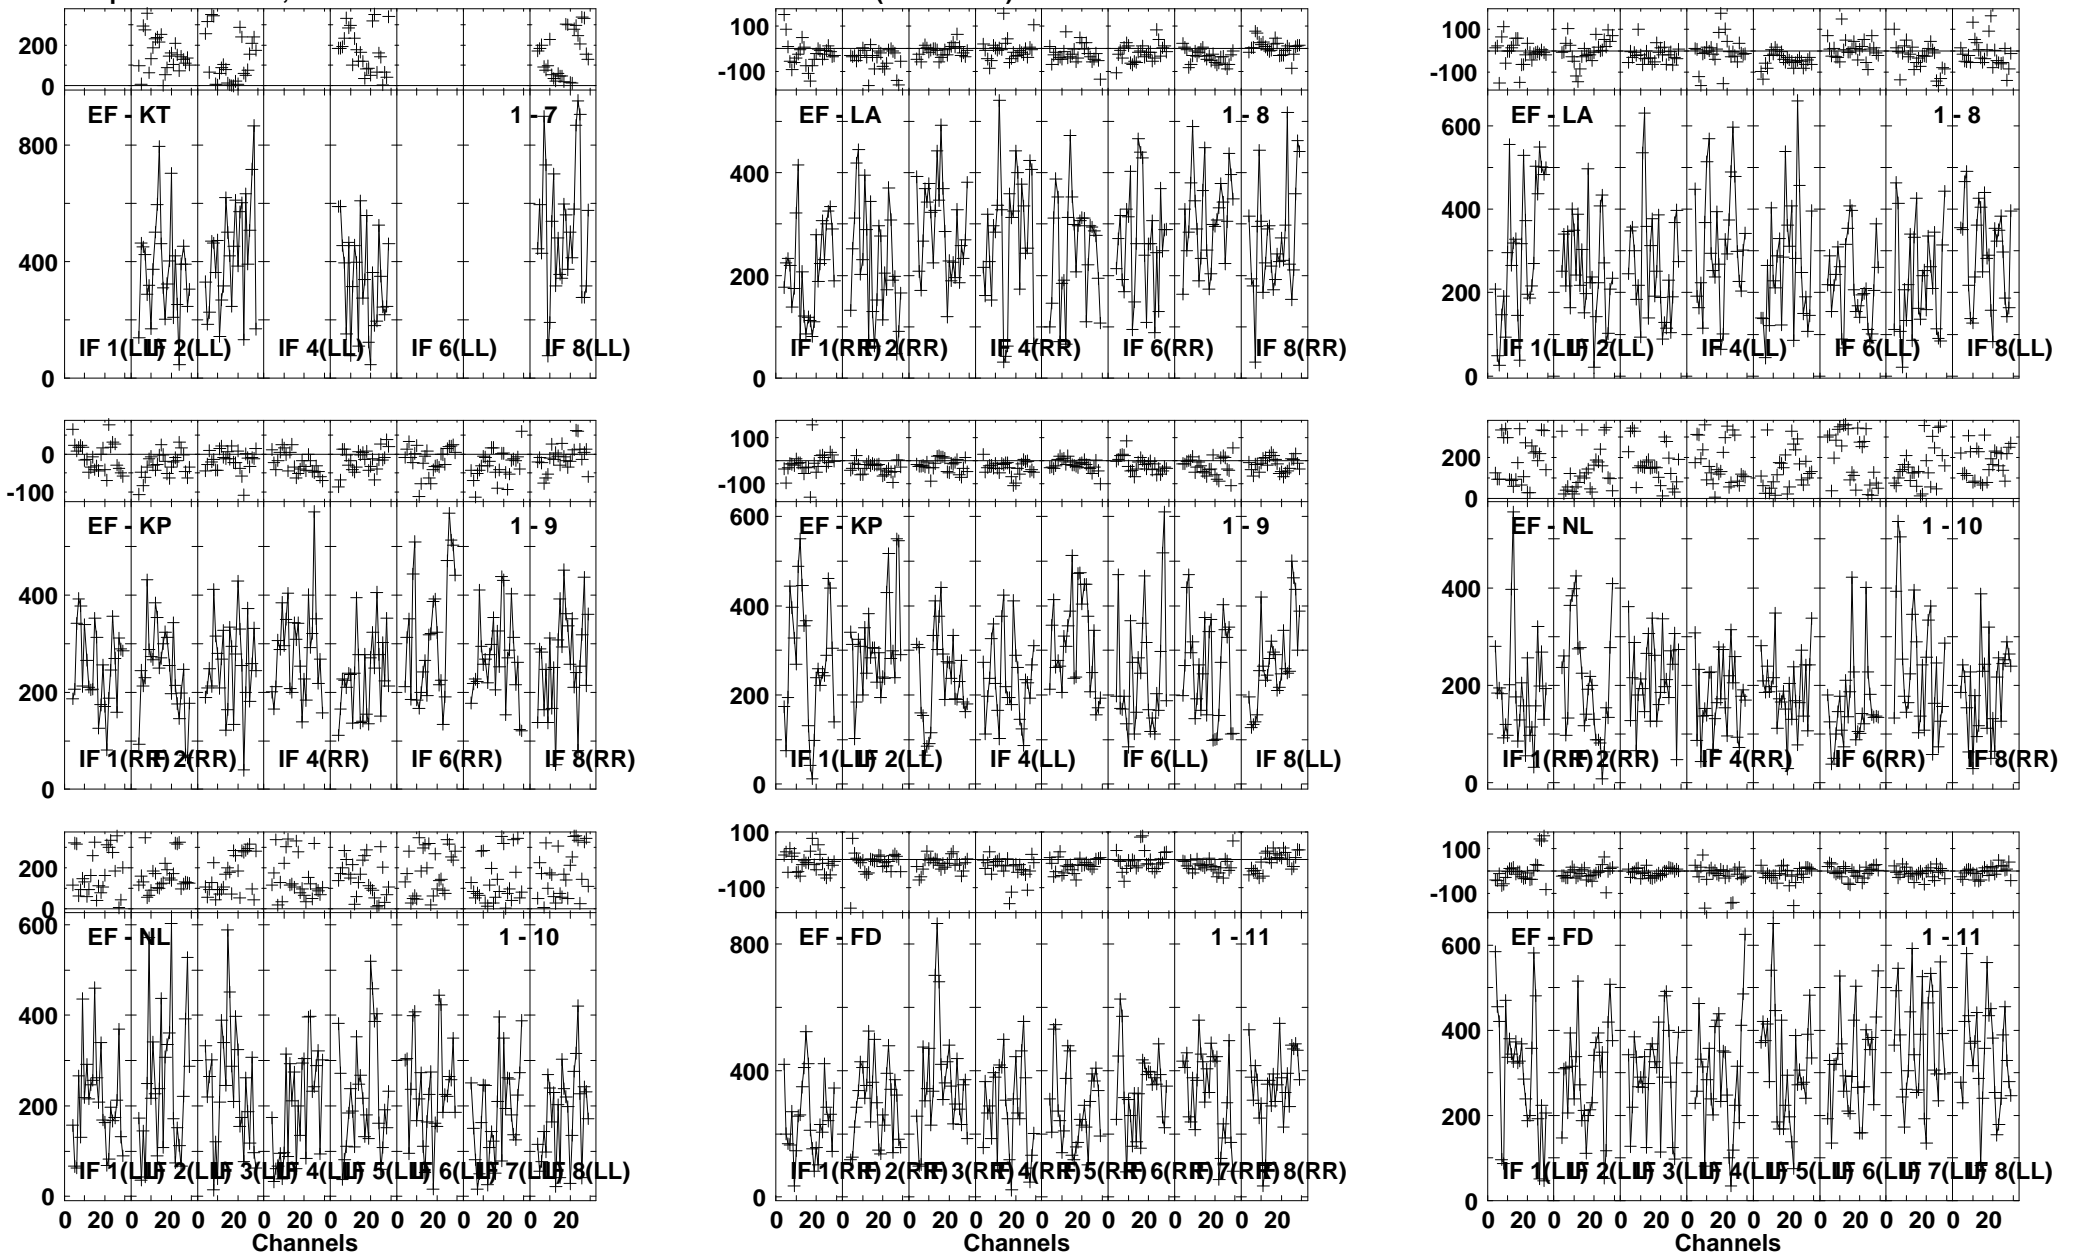 200 0 100 -100 100 -100
EF - KT 1 - 7 EF - LA 1 - 8 EF - LA 1 - 8
800 400 0 400 200 0 600 400 200 0
IF 1(LL) IF 2(LL) IF 4(LL) IF 6(LL) IF 8(LL) IF 1(RR) IF 2(RR) IF 4(RR) IF 6(RR) IF 8(RR) IF 1(LL) IF 2(LL) IF 4(LL) IF 6(LL) IF 8(LL)
0 -100 100 -100 200 0
EF - KP 1 - 9 EF - KP 1 - 9 EF - NL 1 - 10
400 200 0 600 400 200 0 400 200 0
IF 1(RR) IF 2(RR) IF 4(RR) IF 6(RR) IF 8(RR) IF 1(LL) IF 2(LL) IF 4(LL) IF 6(LL) IF 8(LL) IF 1(RR) IF 2(RR) IF 4(RR) IF 6(RR) IF 8(RR)
200 0 100 -100 100 -100
EF - NL 1 - 10 EF - FD 1 - 11 EF - FD 1 - 11
600 400 200 0 800 400 0 600 400 200 0
IF 1(LL) IF 2(LL) IF 3(LL) IF 4(LL) IF 5(LL) IF 6(LL) IF 7(LL) IF 8(LL) IF 1(RR) IF 2(RR) IF 3(RR) IF 4(RR) IF 5(RR) IF 6(RR) IF 7(RR) IF 8(RR) IF 1(LL) IF 2(LL) IF 3(LL) IF 4(LL) IF 5(LL) IF 6(LL) IF 7(LL) IF 8(LL)
0 20 0 20 0 20 0 20 0 20 0 20 0 20 0 20 0 20 0 20 0 20 0 20 0 20 0 20 0 20 0 20 0 20 0 20 0 20 0 20 0 20 0 20 0 20 0 20
Channels Channels Channels